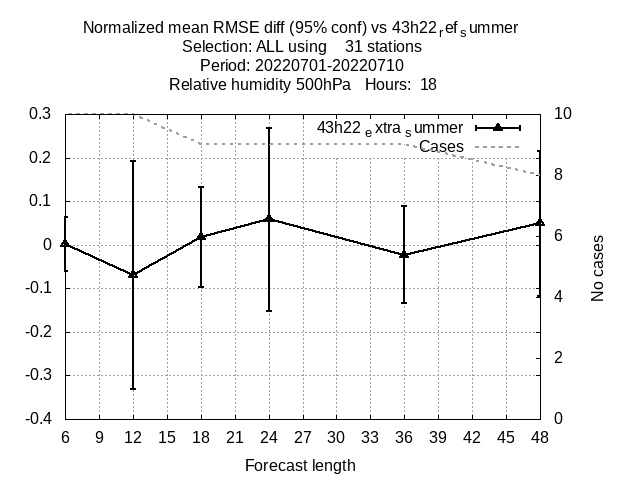 Normalized mean RMSE diff (95% conf) vs 43h22refsummer
Selection: ALL using 31 stations
Period: 20220701-20220710
Relative humidity 500hPa Hours: 18
43h22extrasummer
Cases
0.3
0.2
0.1
0
-0.1
-0.2
-0.3
-0.4
10
8
6
4
2
0
No cases
6 9 12 15 18 21 24 27 30 33 36 39 42 45 48
Forecast length